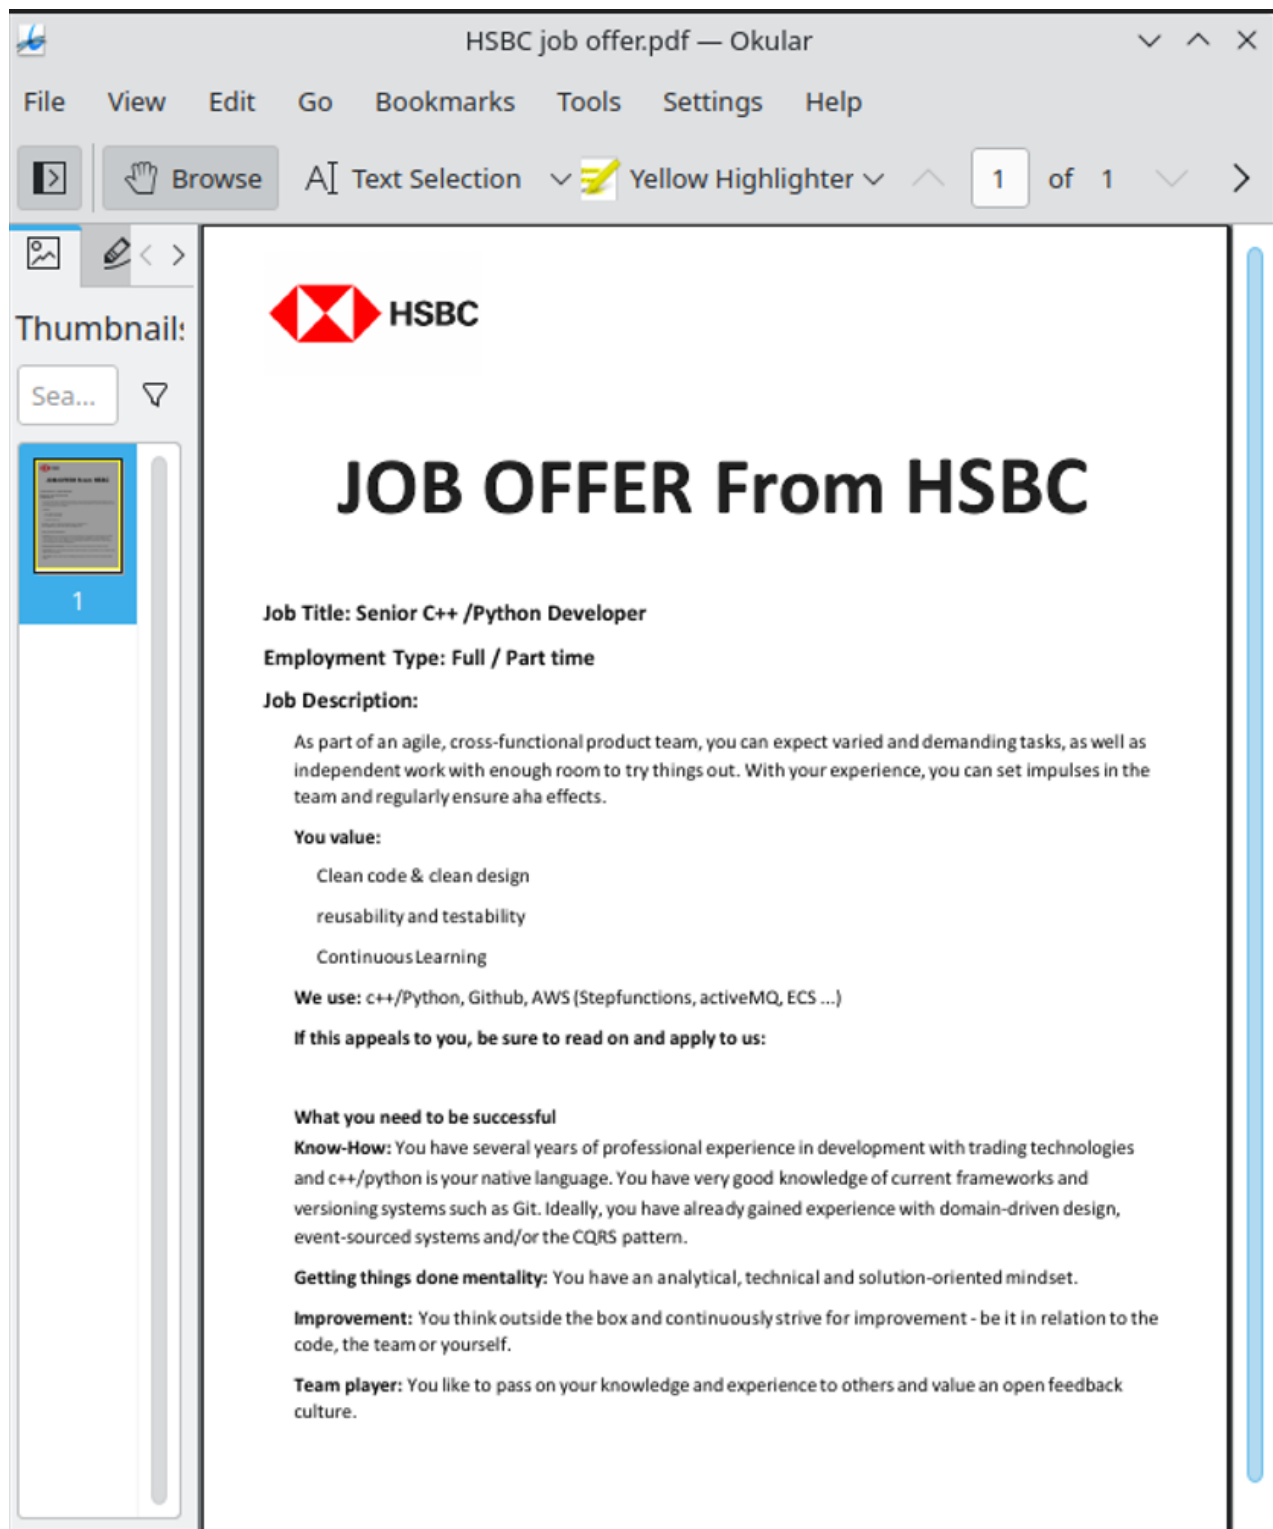 HSBC job offer.pdf — Okular
File View Edit Go Bookmarks Tools Settings Help
Browse Text Selection Yellow Highlighter 1 of 1
Thumbnails
Sea...
1
HSBC
JOB OFFER From HSBC
Job Title: Senior C++ /Python Developer
Employment Type: Full / Part time
Job Description:
As part of an agile, cross-functional product team, you can expect varied and demanding tasks, as well as
independent work with enough room to try things out. With your experience, you can set impulses in the
team and regularly ensure aha effects.
You value:
Clean code & clean design
reusability and testability
Continuous Learning
We use: c++/Python, Github, AWS (Stepfunctions, activeMQ, ECS ...)
If this appeals to you, be sure to read on and apply to us:
What you need to be successful
Know-How: You have several years of professional experience in development with trading technologies
and c++/python is your native language. You have very good knowledge of current frameworks and
versioning systems such as Git. Ideally, you have already gained experience with domain-driven design,
event-sourced systems and/or the CQRS pattern.
Getting things done mentality: You have an analytical, technical and solution-oriented mindset.
Improvement: You think outside the box and continuously strive for improvement - be it in relation to the
code, the team or yourself.
Team player: You like to pass on your knowledge and experience to others and value an open feedback
culture.